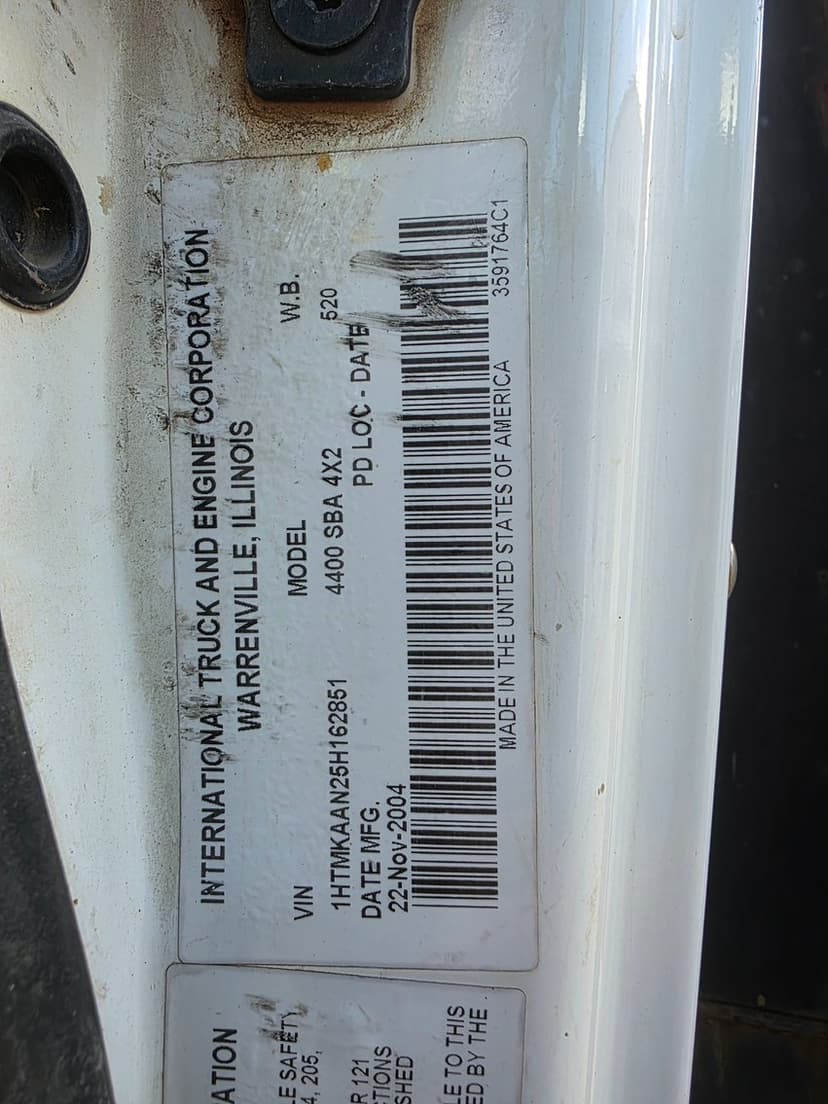 INTERNATIONAL TRUCK AND ENGINE CORPORATION
WARRENVILLE, ILLINOIS
VIN MODEL W.B.
1HTMKAAN25H162851 4400 SBA 4X2 520
DATE MFG. PD LOC - DATE
22-Nov-2004
MADE IN THE UNITED STATES OF AMERICA 3591764C1
ATION
LE SAFETY
4, 205,
R 121
CTIONS
SHED
LE TO THIS
ED BY THE